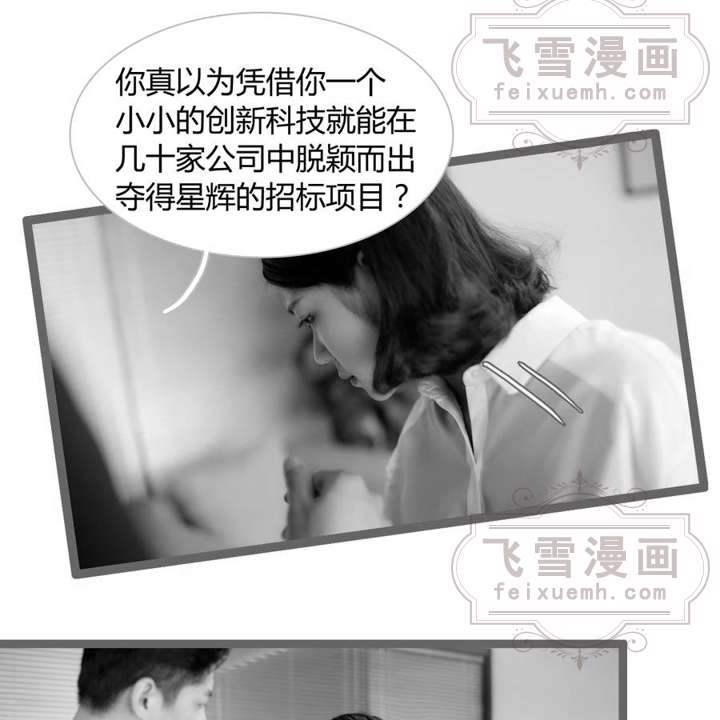 飞雪漫画
feixuemh.com
你真以为凭借你一个
小小的创新科技就能在
几十家公司中脱颖而出
夺得星辉的招标项目？
飞雪漫画
feixuemh.com